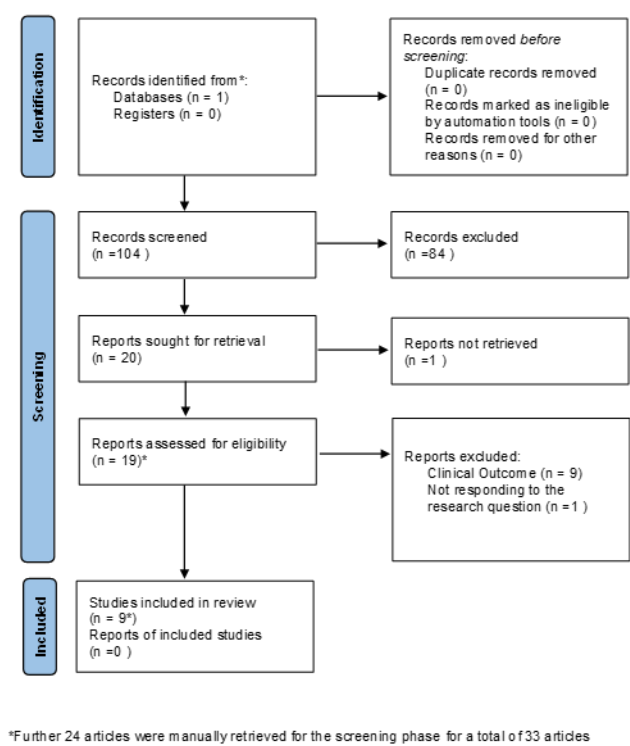 Identification
Records identified from*:
Databases (n = 1)
Registers (n = 0)
Records removed before
screening:
Duplicate records removed
(n = 0)
Records marked as ineligible
by automation tools (n = 0)
Records removed for other
reasons (n = 0)
Screening
Records screened
(n =104 )
Records excluded
(n =84 )
Reports sought for retrieval
(n = 20)
Reports not retrieved
(n =1 )
Reports assessed for eligibility
(n = 19)*
Reports excluded:
Clinical Outcome (n = 9)
Not responding to the
research question (n =1 )
Included
Studies included in review
(n = 9*)
Reports of included studies
(n =0 )
*Further 24 articles were manually retrieved for the screening phase for a total of 33 articles